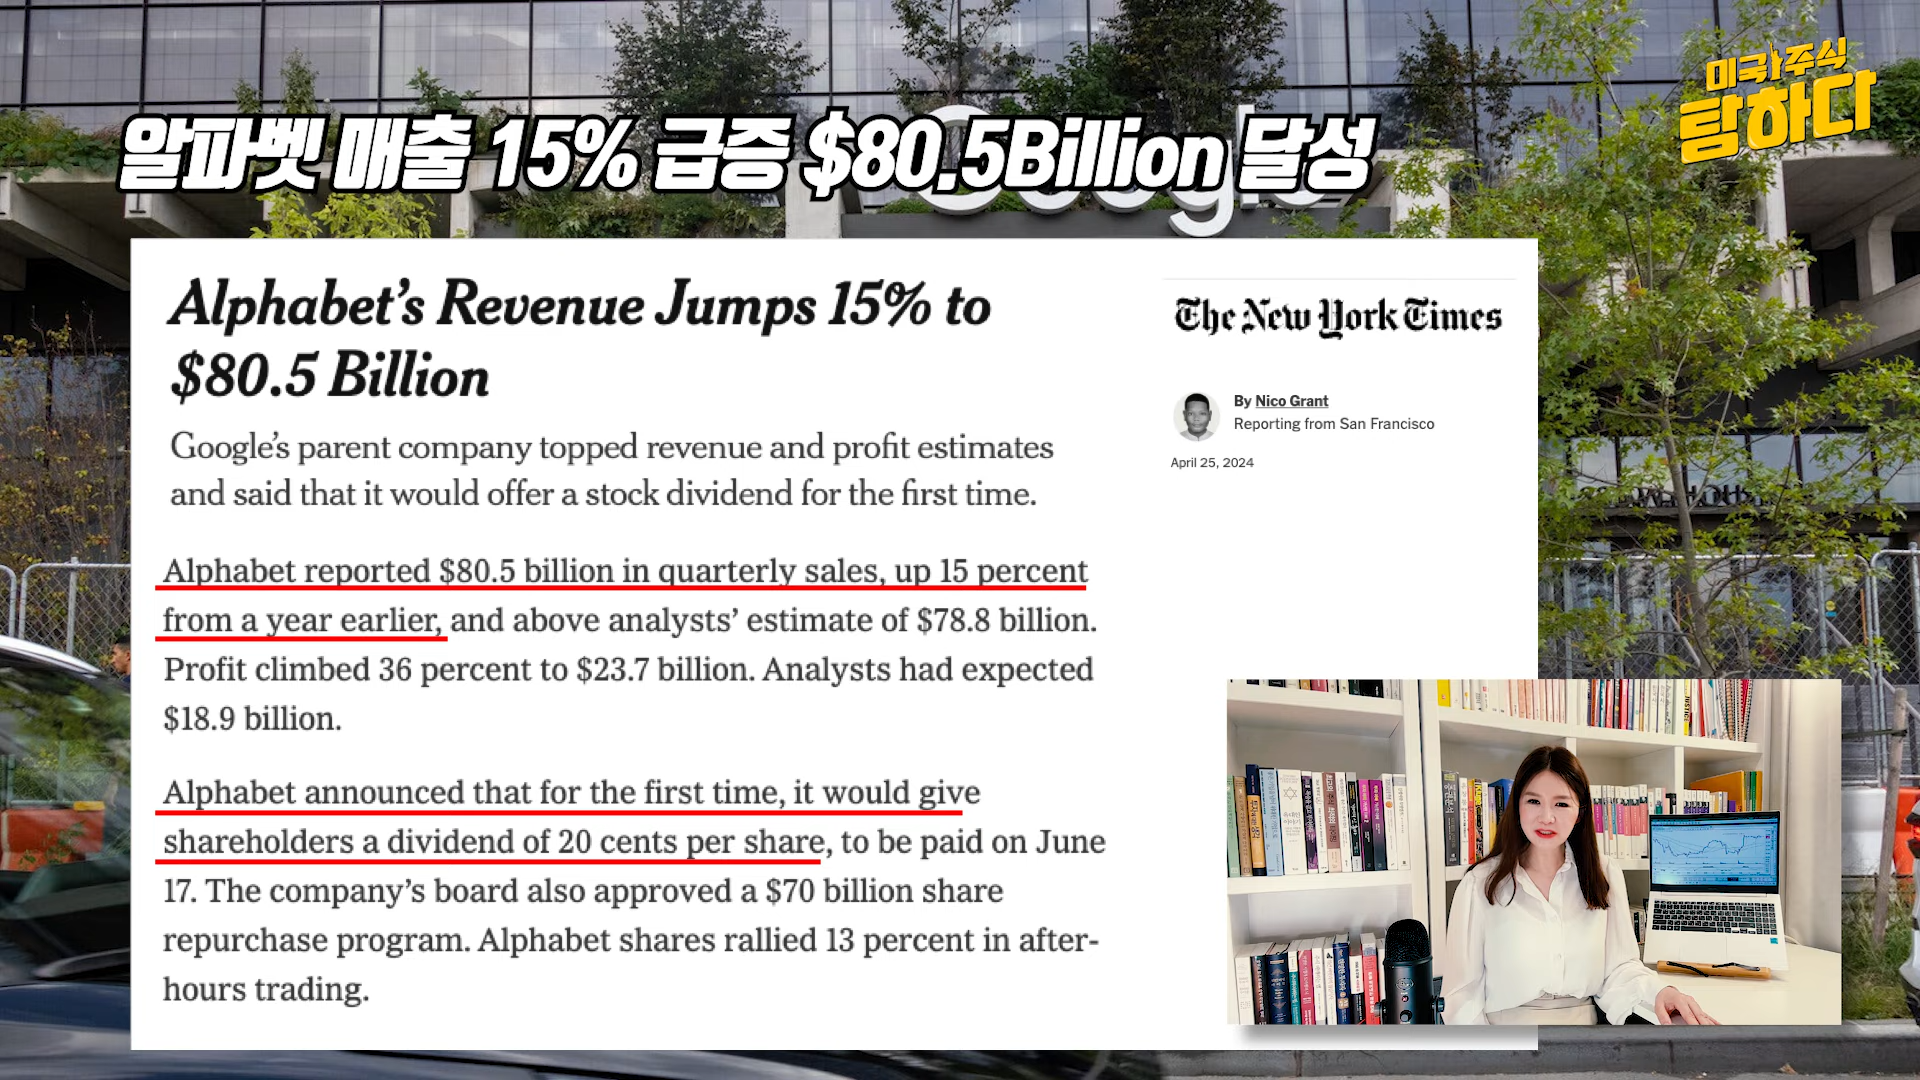 미국주식
탐하다
알파벳 매출 15% 급증 $80.5Billion 달성
Google
Alphabet’s Revenue Jumps 15% to
$80.5 Billion
Google’s parent company topped revenue and profit estimates
and said that it would offer a stock dividend for the first time.
Alphabet reported $80.5 billion in quarterly sales, up 15 percent
from a year earlier, and above analysts’ estimate of $78.8 billion.
Profit climbed 36 percent to $23.7 billion. Analysts had expected
$18.9 billion.
Alphabet announced that for the first time, it would give
shareholders a dividend of 20 cents per share, to be paid on June
17. The company’s board also approved a $70 billion share
repurchase program. Alphabet shares rallied 13 percent in after-
hours trading.
The New York Times
By Nico Grant
Reporting from San Francisco
April 25, 2024
JUSTICE